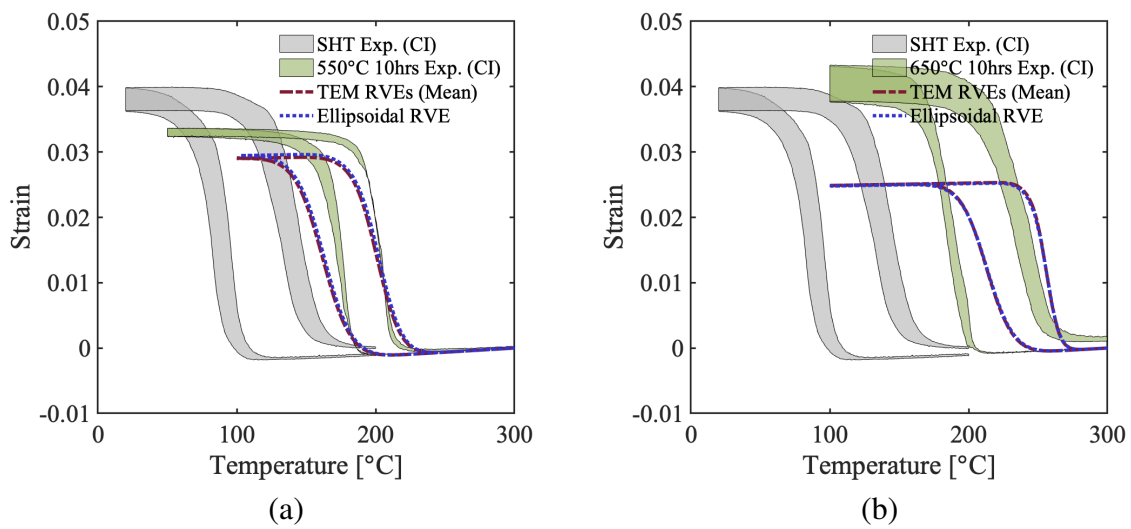 0.05
0.04
0.03
0.02
0.01
0
-0.01
Strain
SHT Exp. (CI)
550°C 10hrs Exp. (CI)
TEM RVEs (Mean)
Ellipsoidal RVE
0 100 200 300
Temperature [°C]
(a)
0.05
0.04
0.03
0.02
0.01
0
-0.01
Strain
SHT Exp. (CI)
650°C 10hrs Exp. (CI)
TEM RVEs (Mean)
Ellipsoidal RVE
0 100 200 300
Temperature [°C]
(b)